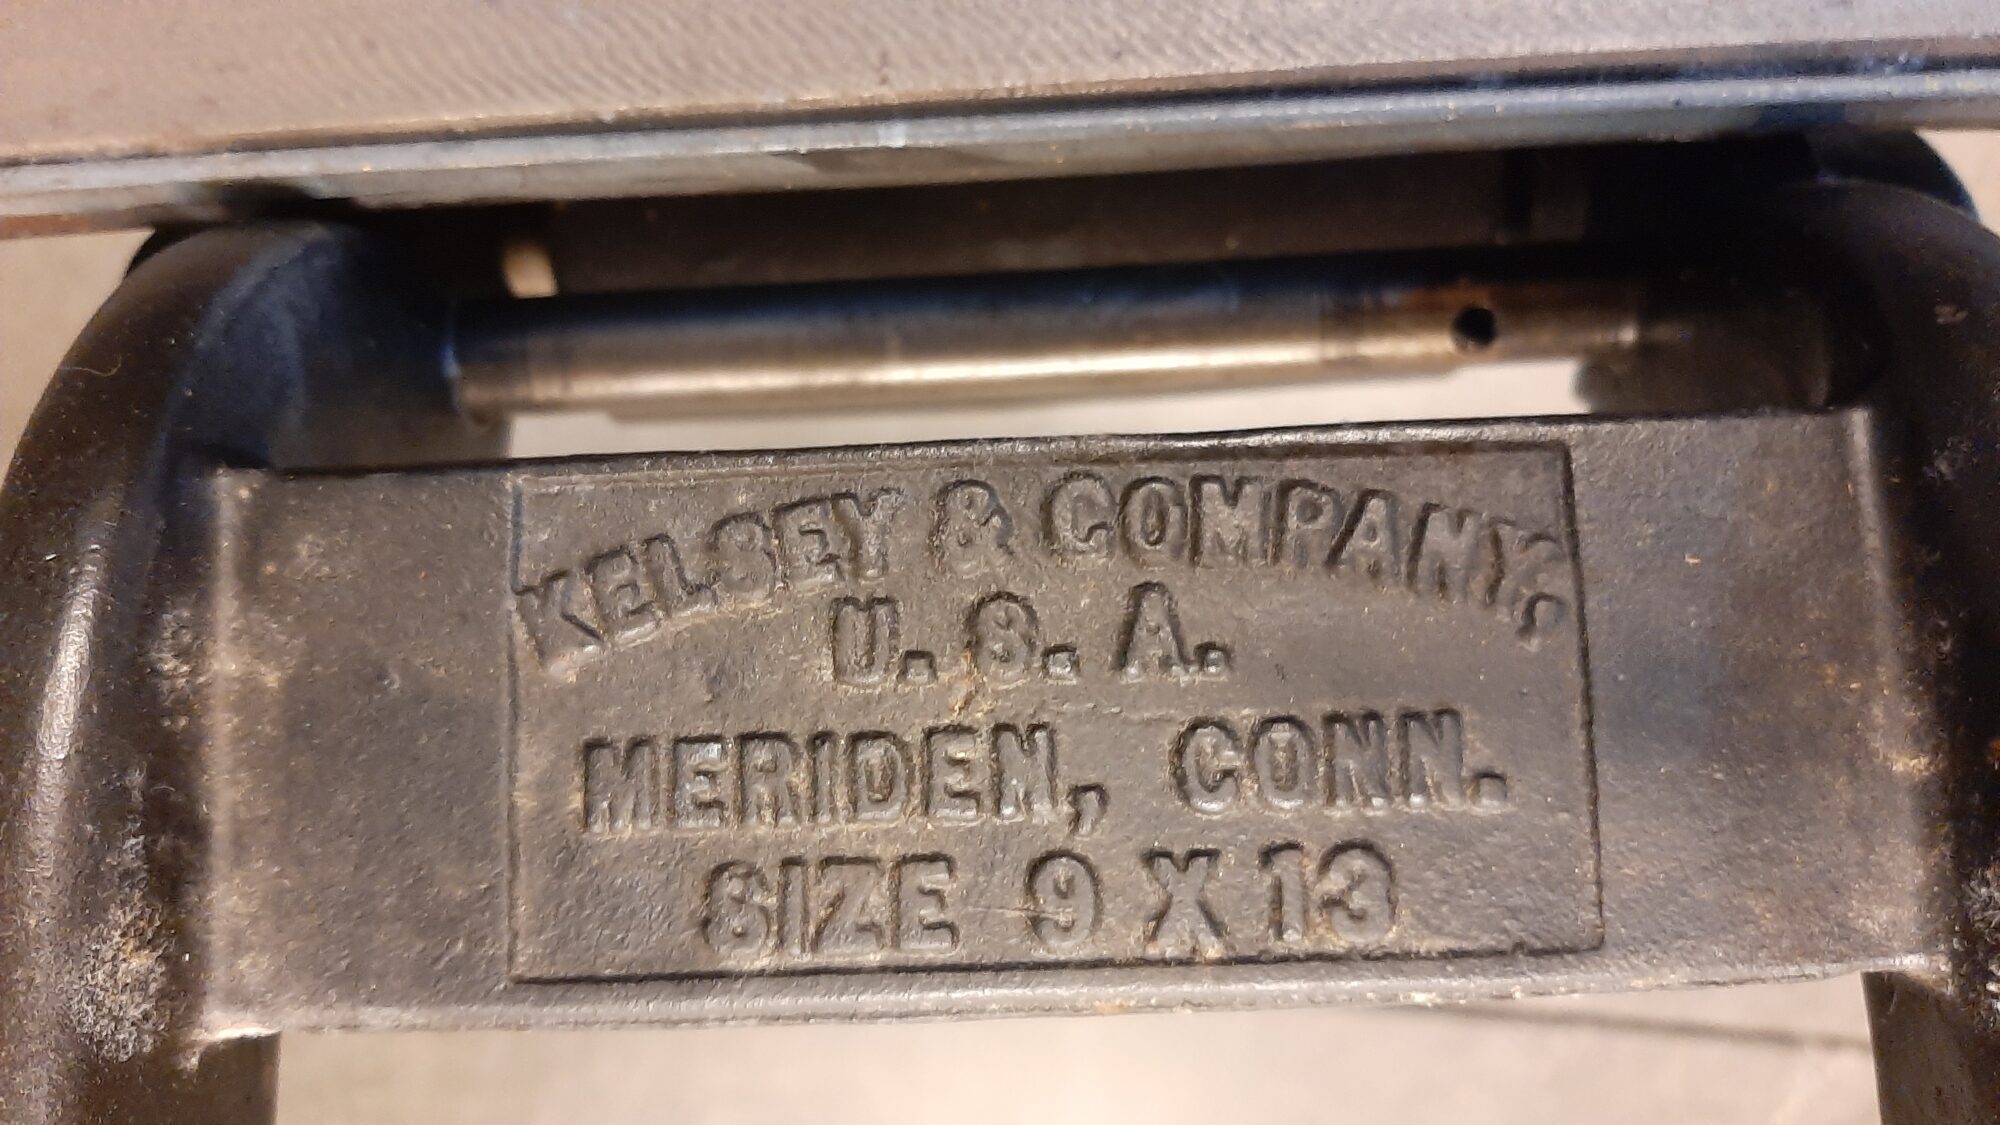 KELSEY & COMPANY,
U. S. A.
MERIDEN, CONN.
SIZE 9 X 13